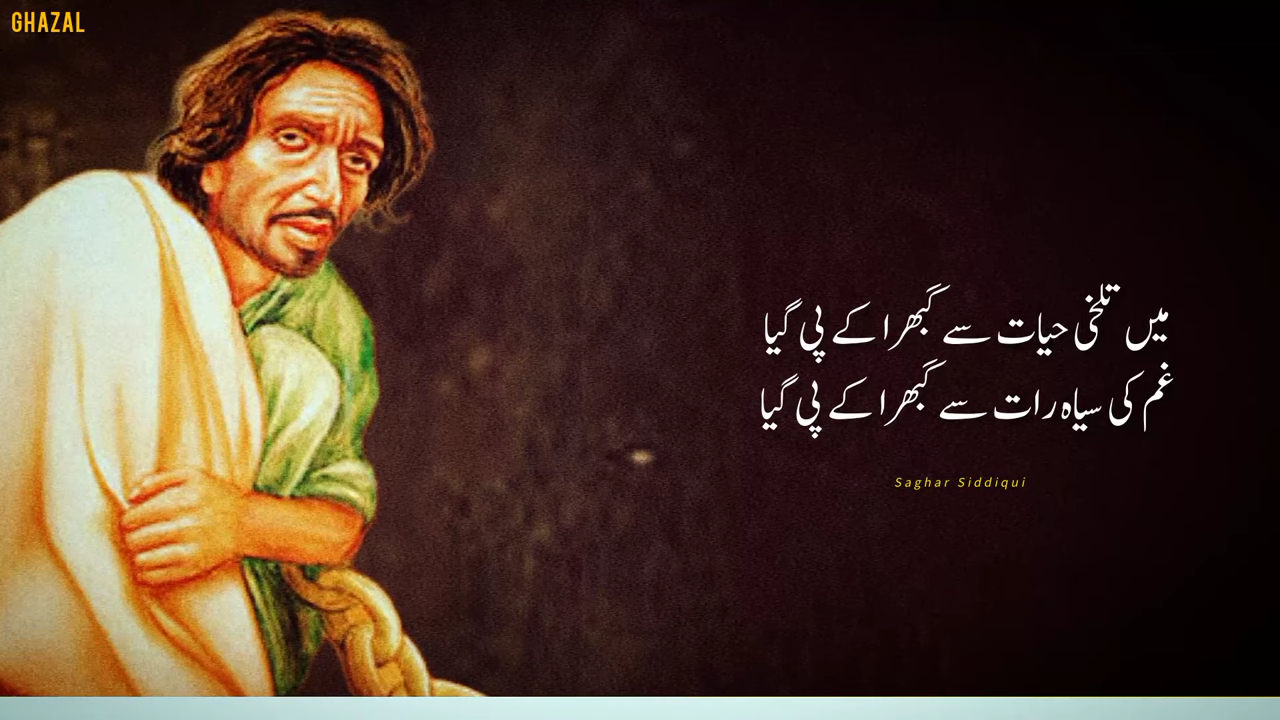 GHAZAL
میں تلخی حیات سے گھبرا کے پی گیا
غم کی سیاہ رات سے گھبرا کے پی گیا
Saghar Siddiqui